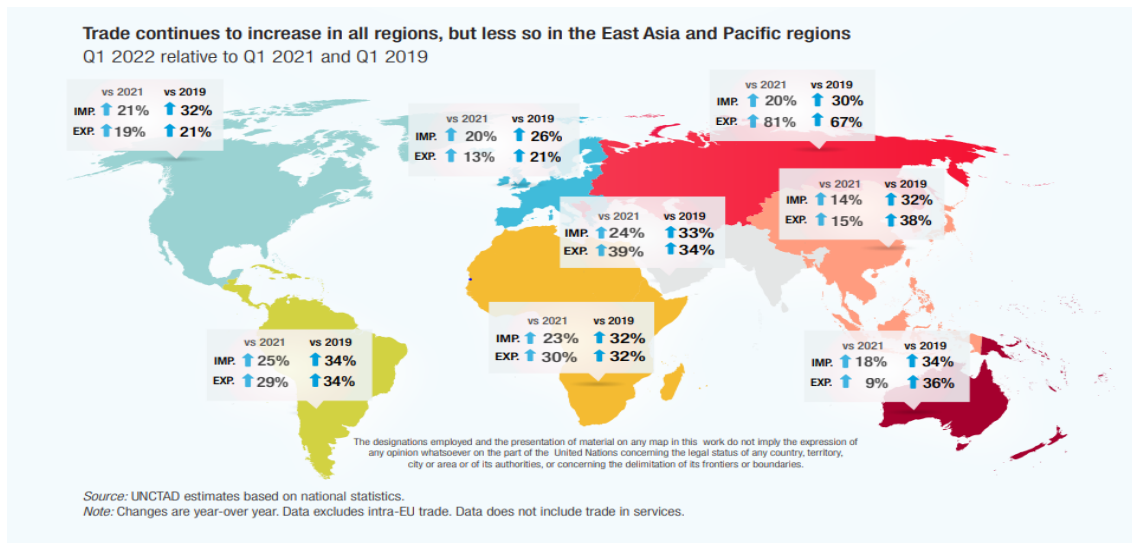 Trade continues to increase in all regions, but less so in the East Asia and Pacific regions
Q1 2022 relative to Q1 2021 and Q1 2019
vs 2021 vs 2019
IMP. 21% 32%
EXP. 19% 21%
vs 2021 vs 2019
IMP. 20% 26%
EXP. 13% 21%
vs 2021 vs 2019
IMP. 20% 30%
EXP. 81% 67%
vs 2021 vs 2019
IMP. 14% 32%
EXP. 15% 38%
vs 2021 vs 2019
IMP. 24% 33%
EXP. 39% 34%
vs 2021 vs 2019
IMP. 25% 34%
EXP. 29% 34%
vs 2021 vs 2019
IMP. 23% 32%
EXP. 30% 32%
vs 2021 vs 2019
IMP. 18% 34%
EXP. 9% 36%
The designations employed and the presentation of material on any map in this work do not imply the expression of
any opinion whatsoever on the part of the United Nations concerning the legal status of any country, territory,
city or area or of its authorities, or concerning the delimitation of its frontiers or boundaries.
Source: UNCTAD estimates based on national statistics.
Note: Changes are year-over year. Data excludes intra-EU trade. Data does not include trade in services.